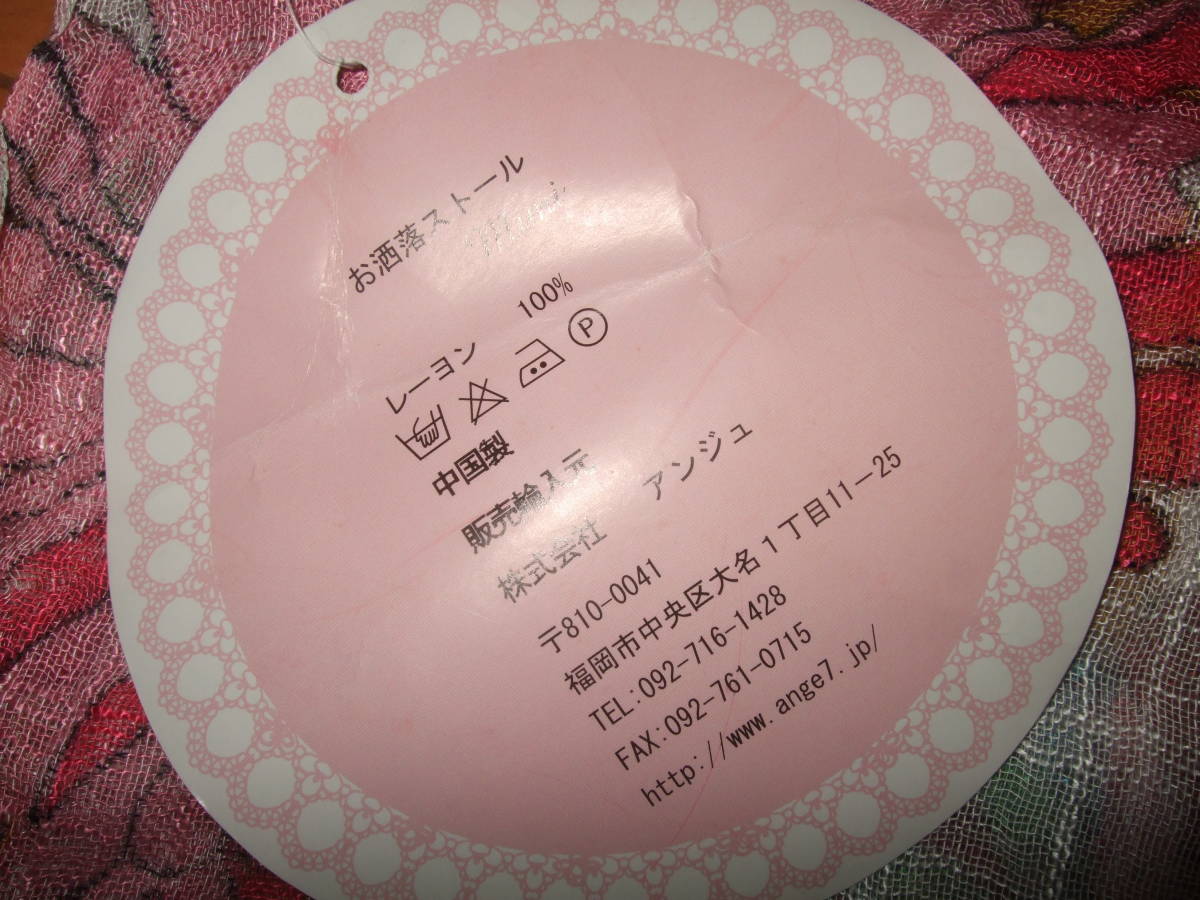 お洒落ストール
レーヨン 100%
P
中国製
販売輸入元
株式会社 アンジュ
〒810-0041
福岡市中央区大名1丁目11-25
TEL:092-716-1428
FAX:092-761-0715
http://www.ange7.jp/